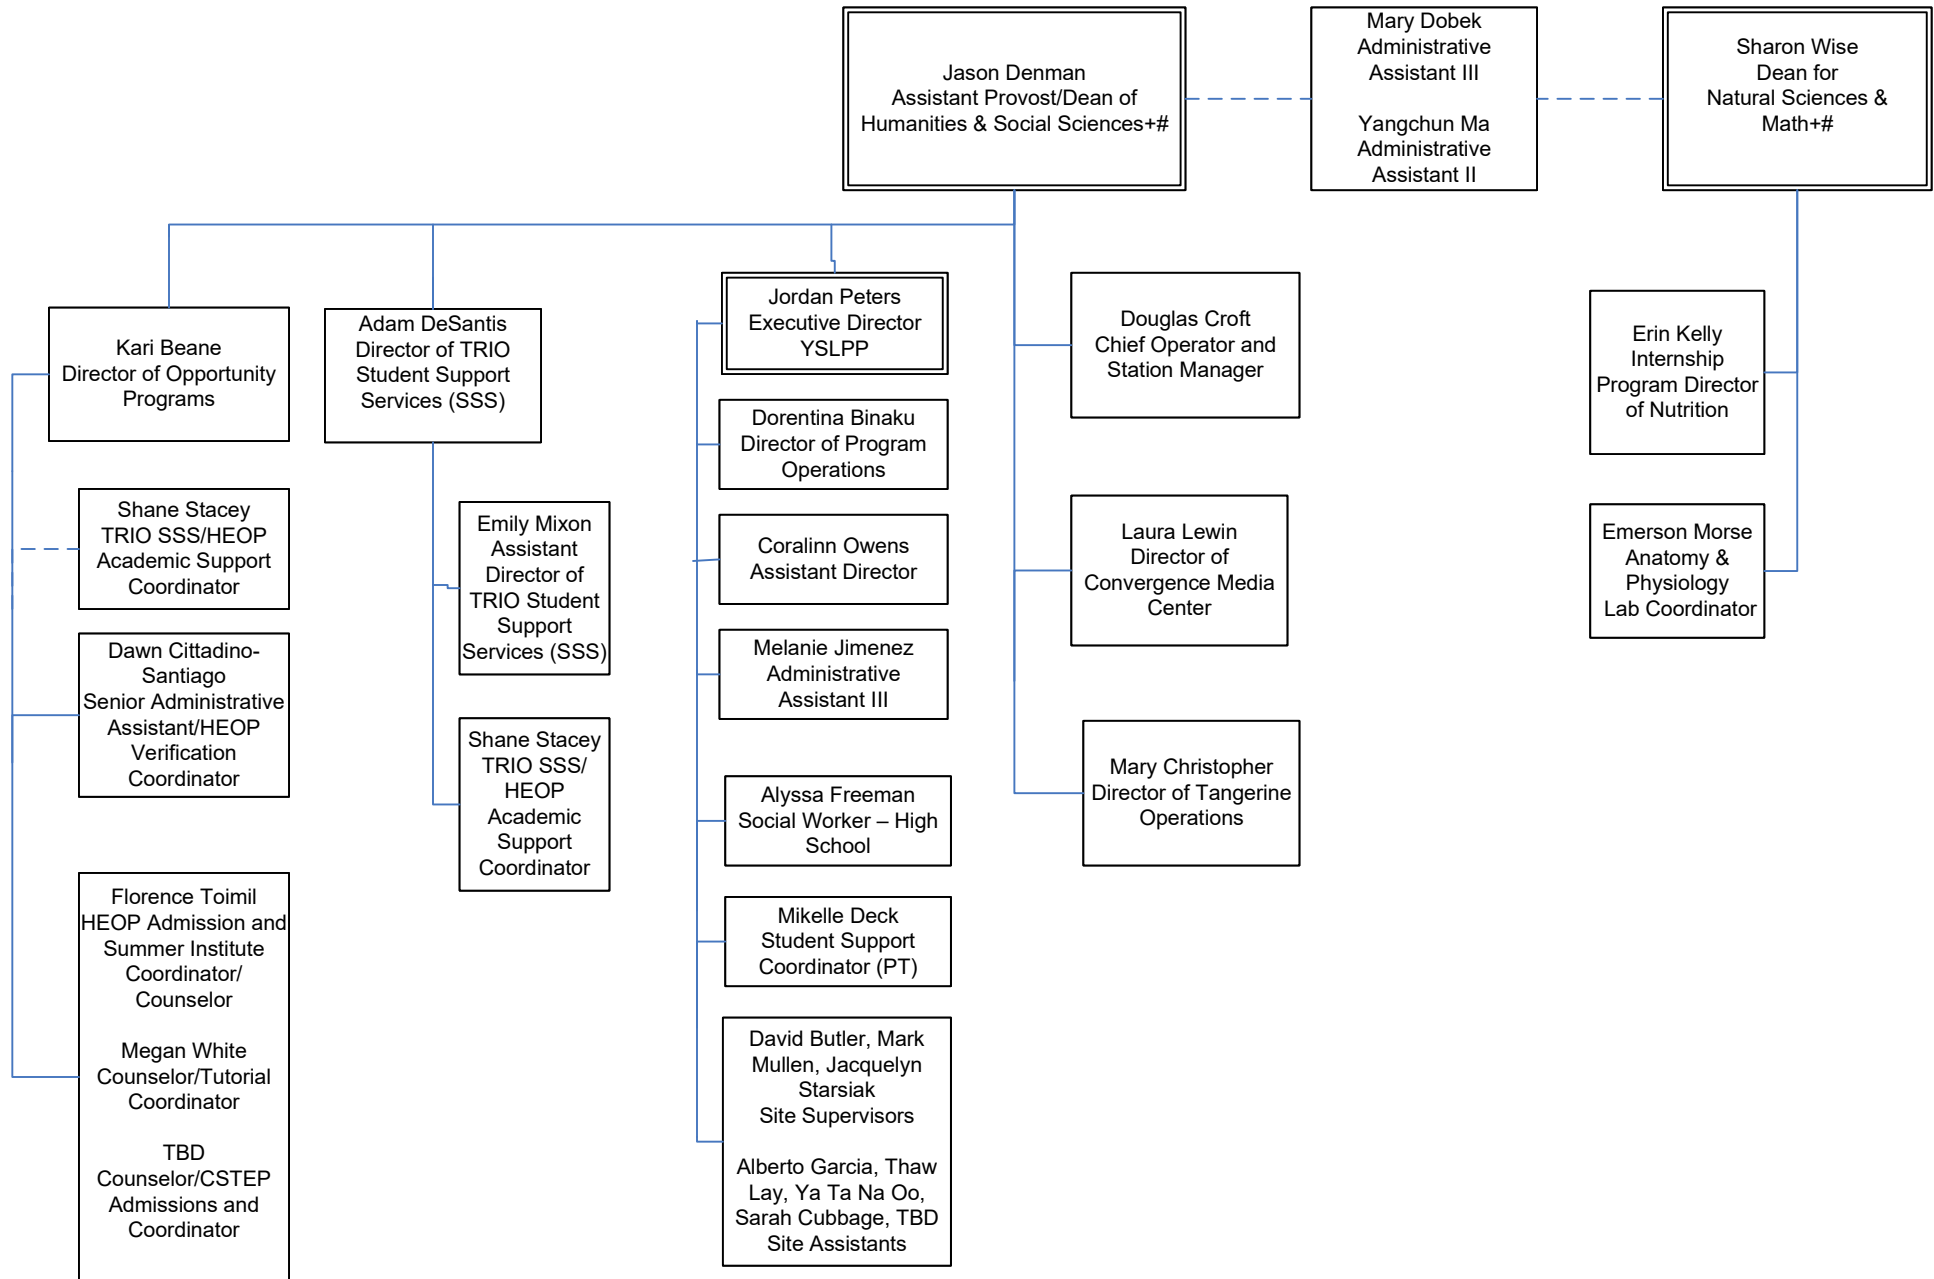 Jason Denman
Assistant Provost/Dean of
Humanities & Social Sciences+#
Mary Dobek
Administrative
Assistant III
Yangchun Ma
Administrative
Assistant II
Sharon Wise
Dean for
Natural Sciences &
Math+#
Kari Beane
Director of Opportunity
Programs
Shane Stacey
TRIO SSS/HEOP
Academic Support
Coordinator
Dawn Cittadino-
Santiago
Senior Administrative
Assistant/HEOP
Verification
Coordinator
Florence Toimil
HEOP Admission and
Summer Institute
Coordinator/
Counselor
Megan White
Counselor/Tutorial
Coordinator
TBD
Counselor/CSTEP
Admissions and
Coordinator
Adam DeSantis
Director of TRIO
Student Support
Services (SSS)
Emily Mixon
Assistant
Director of
TRIO Student
Support
Services (SSS)
Shane Stacey
TRIO SSS/
HEOP
Academic
Support
Coordinator
Jordan Peters
Executive Director
YSLPP
Dorentina Binaku
Director of Program
Operations
Coralinn Owens
Assistant Director
Melanie Jimenez
Administrative
Assistant III
Alyssa Freeman
Social Worker – High
School
Mikelle Deck
Student Support
Coordinator (PT)
David Butler, Mark
Mullen, Jacquelyn
Starsiak
Site Supervisors
Alberto Garcia, Thaw
Lay, Ya Ta Na Oo,
Sarah Cubbage, TBD
Site Assistants
Douglas Croft
Chief Operator and
Station Manager
Laura Lewin
Director of
Convergence Media
Center
Mary Christopher
Director of Tangerine
Operations
Erin Kelly
Internship
Program Director
of Nutrition
Emerson Morse
Anatomy &
Physiology
Lab Coordinator